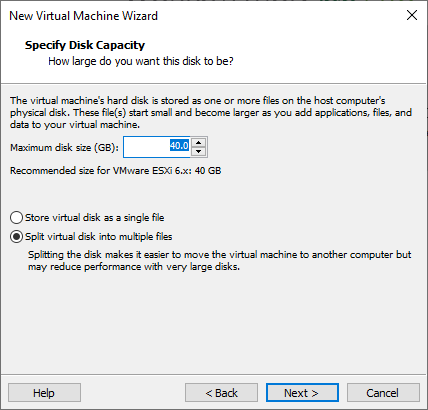 New Virtual Machine Wizard
Specify Disk Capacity
How large do you want this disk to be?
The virtual machine's hard disk is stored as one or more files on the host computer's
physical disk. These file(s) start small and become larger as you add applications, files, and
data to your virtual machine.
Maximum disk size (GB): 40.0
Recommended size for VMware ESXi 6.x: 40 GB
Store virtual disk as a single file
Split virtual disk into multiple files
Splitting the disk makes it easier to move the virtual machine to another computer but
may reduce performance with very large disks.
Help < Back Next > Cancel